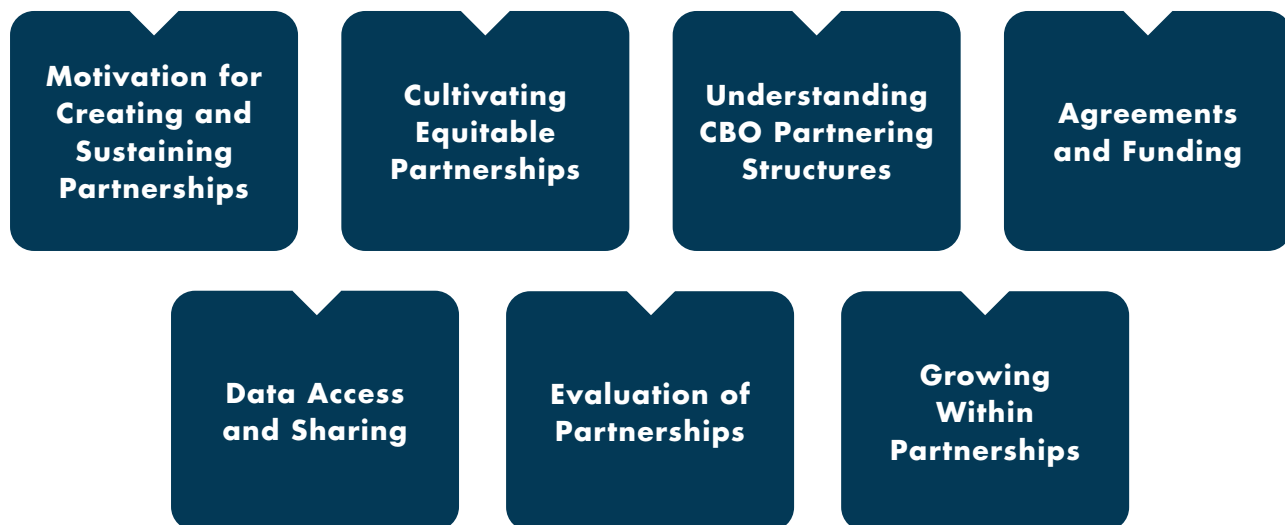 Motivation for
Creating and
Sustaining
Partnerships
Cultivating
Equitable
Partnerships
Understanding
CBO Partnering
Structures
Agreements
and Funding
Data Access
and Sharing
Evaluation of
Partnerships
Growing
Within
Partnerships